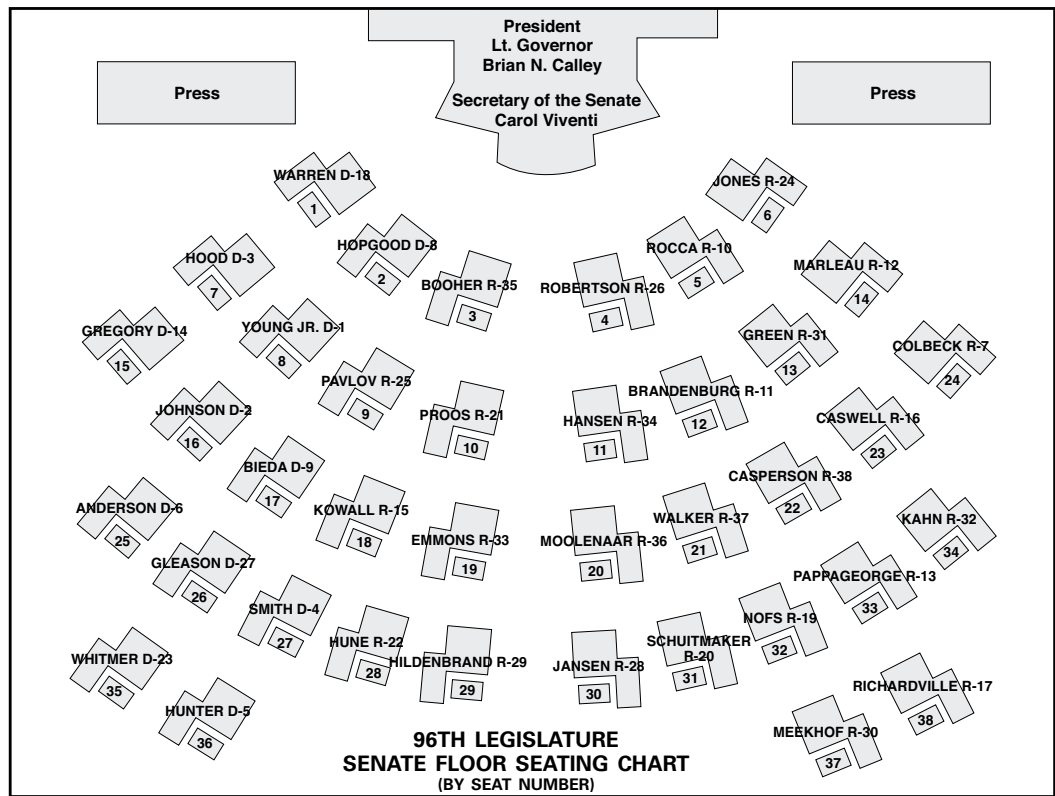 President
Lt. Governor
Brian N. Calley
Secretary of the Senate
Carol Viventi
Press
Press
WARREN D-18
1
HOPGOOD D-8
2
BOOHER R-35
3
ROBERTSON R-26
4
ROCCA R-10
5
JONES R-24
6
HOOD D-3
7
YOUNG JR. D-1
8
PAVLOV R-25
9
PROOS R-21
10
HANSEN R-34
11
BRANDENBURG R-11
12
GREEN R-31
13
MARLEAU R-12
14
GREGORY D-14
15
JOHNSON D-2
16
BIEDA D-9
17
KOWALL R-15
18
EMMONS R-33
19
MOOLENAAR R-36
20
WALKER R-37
21
CASPERSON R-38
22
CASWELL R-16
23
COLBECK R-7
24
ANDERSON D-6
25
GLEASON D-27
26
SMITH D-4
27
HUNE R-22
28
HILDENBRAND R-29
29
JANSEN R-28
30
SCHUITMAKER
R-20
31
NOFS R-19
32
PAPPAGEORGE R-13
33
KAHN R-32
34
WHITMER D-23
35
HUNTER D-5
36
MEEKHOF R-30
37
RICHARDVILLE R-17
38
96TH LEGISLATURE
SENATE FLOOR SEATING CHART
(BY SEAT NUMBER)